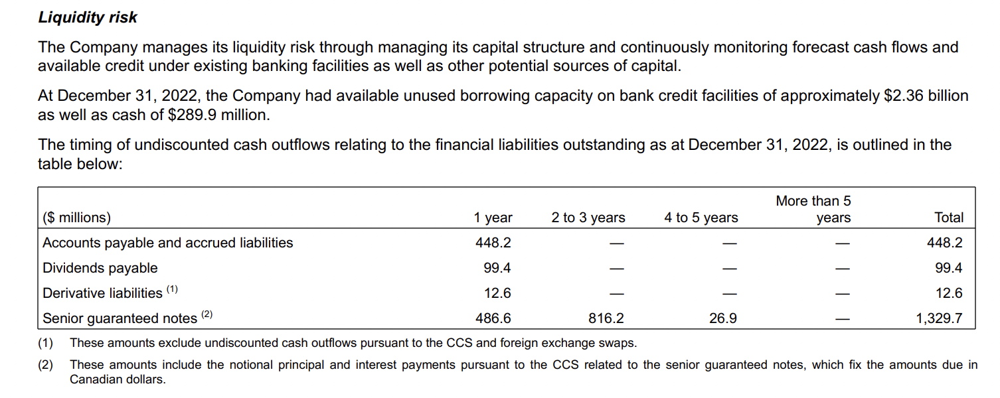 Liquidity risk
The Company manages its liquidity risk through managing its capital structure and continuously monitoring forecast cash flows and
available credit under existing banking facilities as well as other potential sources of capital.
At December 31, 2022, the Company had available unused borrowing capacity on bank credit facilities of approximately $2.36 billion
as well as cash of $289.9 million.
The timing of undiscounted cash outflows relating to the financial liabilities outstanding as at December 31, 2022, is outlined in the
table below:
More than 5
($ millions) 1 year 2 to 3 years 4 to 5 years years Total
Accounts payable and accrued liabilities 448.2 — — — 448.2
Dividends payable 99.4 — — — 99.4
Derivative liabilities (1) 12.6 — — — 12.6
Senior guaranteed notes (2) 486.6 816.2 26.9 — 1,329.7
(1) These amounts exclude undiscounted cash outflows pursuant to the CCS and foreign exchange swaps.
(2) These amounts include the notional principal and interest payments pursuant to the CCS related to the senior guaranteed notes, which fix the amounts due in
Canadian dollars.